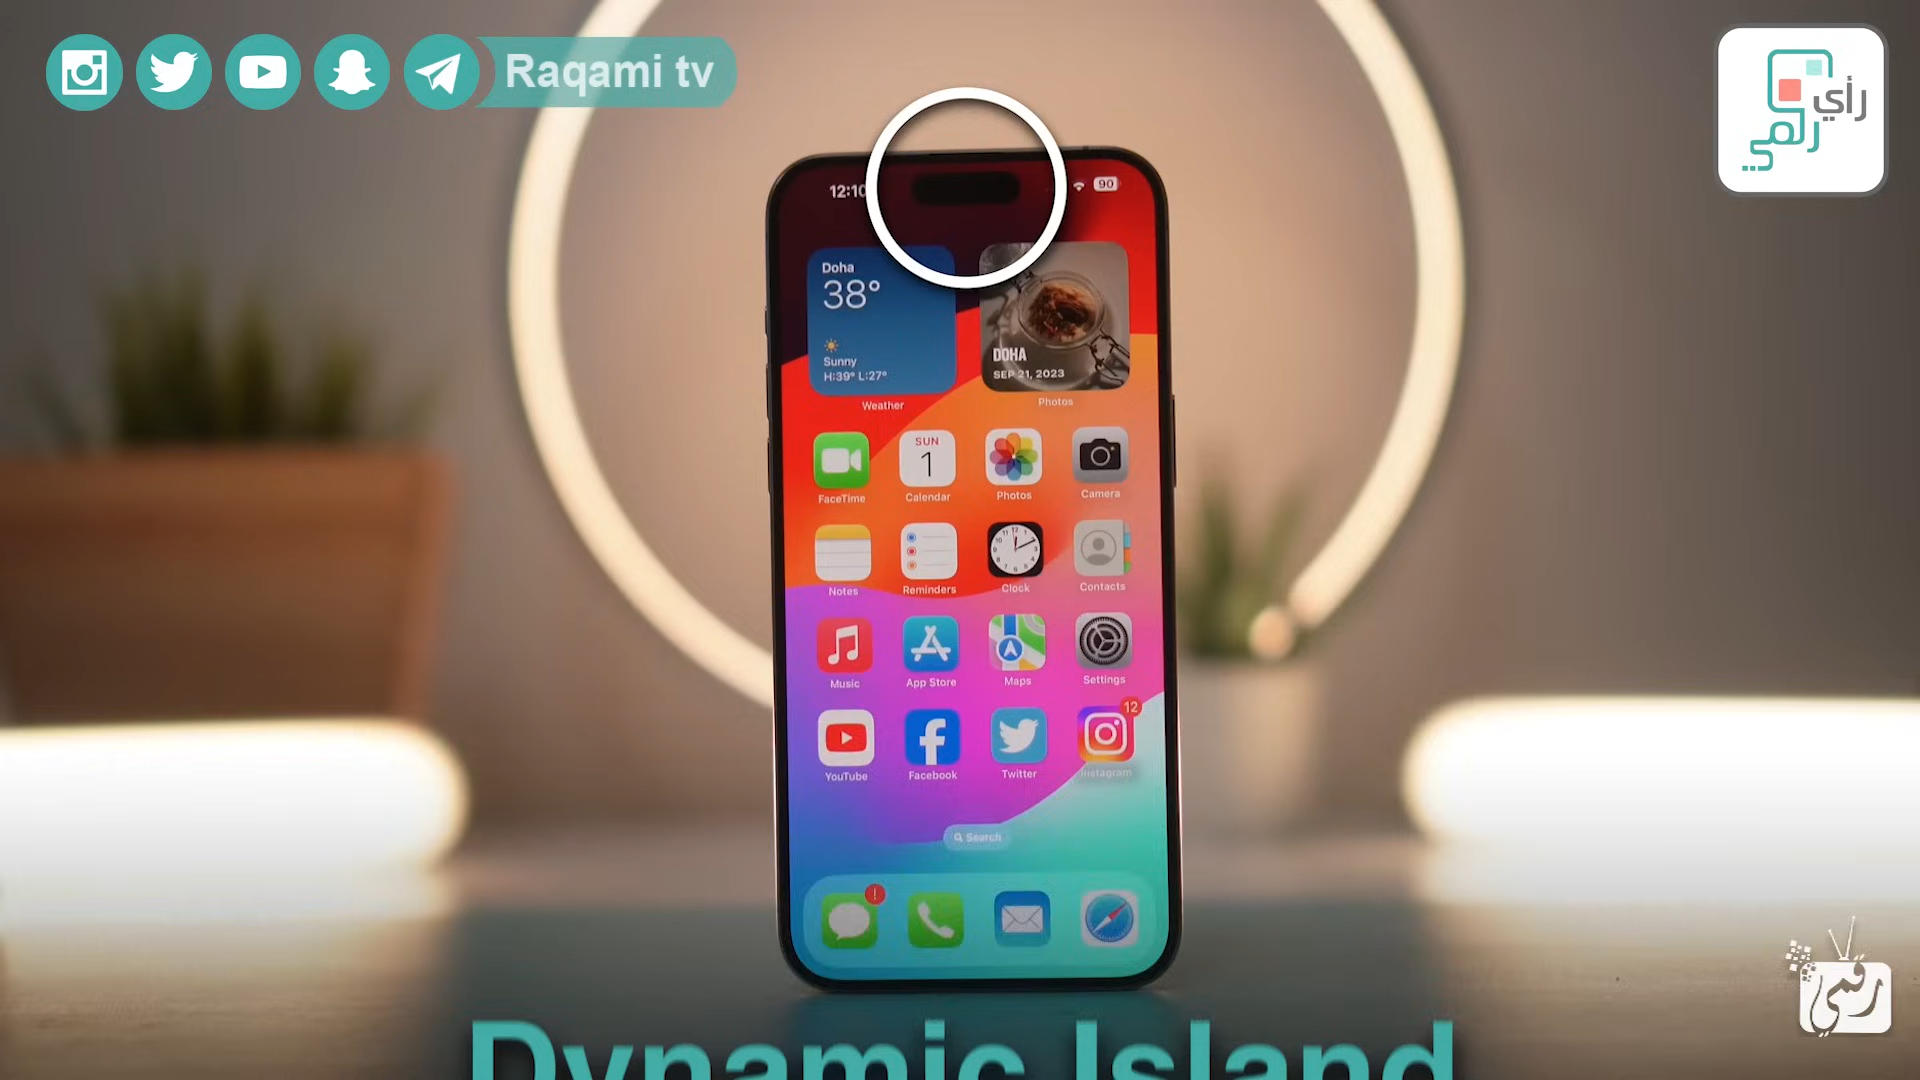 Raqami tv
رأي
رقمي
12:10
90
Doha
38°
Sunny
H:39° L:27°
Weather
DOHA
SEP 21, 2023
Photos
SUN
1
FaceTime
Calendar
Photos
Camera
Notes
Reminders
Clock
Contacts
Music
App Store
Maps
Settings
12
YouTube
Facebook
Twitter
Instagram
Search
!
رقمي
Dynamic Island